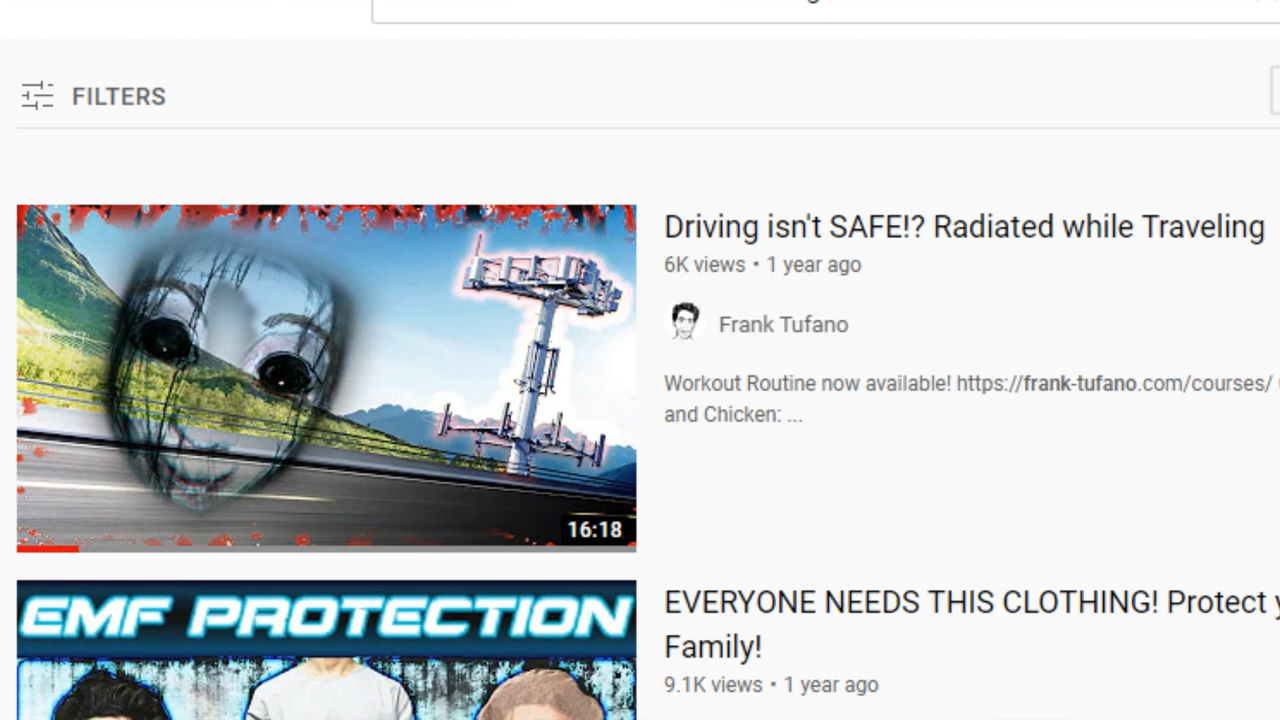 FILTERS
Driving isn't SAFE!? Radiated while Traveling
6K views • 1 year ago
Frank Tufano
Workout Routine now available! https://frank-tufano.com/courses/
and Chicken: ...
16:18
EMF PROTECTION
EVERYONE NEEDS THIS CLOTHING! Protect
Family!
9.1K views • 1 year ago